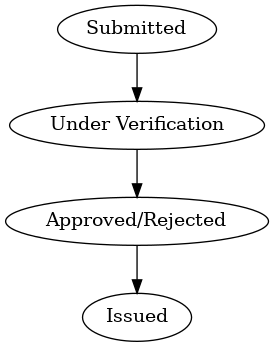 Submitted
Under Verification
Approved/Rejected
Issued